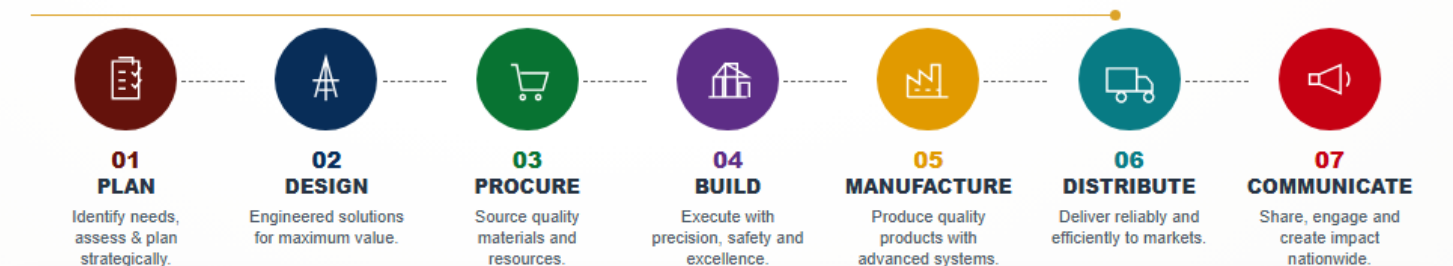 01
PLAN
Identify needs,
assess & plan
strategically.
02
DESIGN
Engineered solutions
for maximum value.
03
PROCURE
Source quality
materials and
resources.
04
BUILD
Execute with
precision, safety and
excellence.
05
MANUFACTURE
Produce quality
products with
advanced systems.
06
DISTRIBUTE
Deliver reliably and
efficiently to markets.
07
COMMUNICATE
Share, engage and
create impact
nationwide.